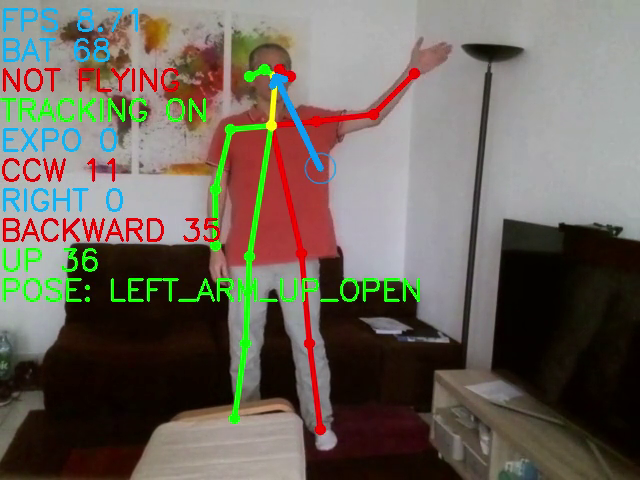 FPS 8.71
BAT 68
NOT FLYING
TRACKING ON
EXPO 0
CCW 11
RIGHT 0
BACKWARD 35
UP 36
POSE: LEFT_ARM_UP_OPEN